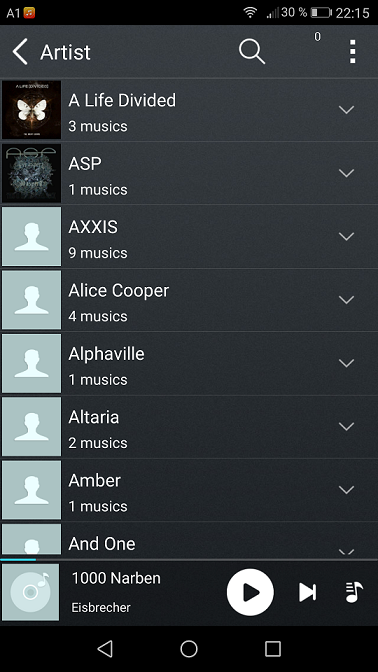 A1 30 % 22:15
Artist 0
A LIFE DIVIDED
A Life Divided
3 musics
ASP
ASP
1 musics
AXXIS
9 musics
Alice Cooper
4 musics
Alphaville
1 musics
Altaria
2 musics
Amber
1 musics
And One
1000 Narben
Eisbrecher